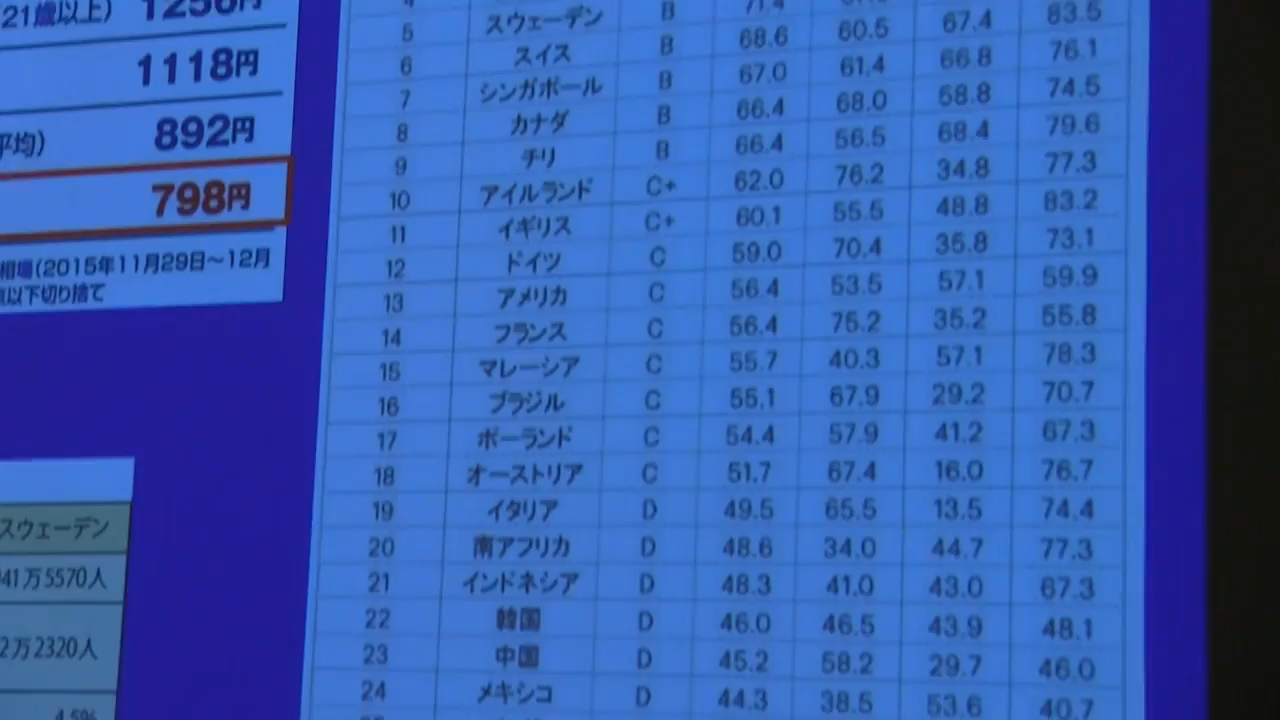 (21歳以上) 1256円
1118円
平均) 892円
798円
相場(2015年11月29日～12月
以下切り捨て
スウェーデン
941万5570人
2万2320人
4.5%
4
5 スウェーデン B 71.4
6 スイス B 68.6 60.5 67.4 83.5
7 シンガポール B 67.0 61.4 66.8 76.1
8 カナダ B 66.4 68.0 58.8 74.5
9 チリ B 66.4 56.5 68.4 79.6
10 アイルランド C+ 62.0 76.2 34.8 77.3
11 イギリス C+ 60.1 55.5 48.8 83.2
12 ドイツ C 59.0 70.4 35.8 73.1
13 アメリカ C 56.4 53.5 57.1 59.9
14 フランス C 56.4 75.2 35.2 55.8
15 マレーシア C 55.7 40.3 57.1 78.3
16 ブラジル C 55.1 67.9 29.2 70.7
17 ポーランド C 54.4 57.9 41.2 67.3
18 オーストリア C 51.7 67.4 16.0 76.7
19 イタリア D 49.5 65.5 13.5 74.4
20 南アフリカ D 48.6 34.0 44.7 77.3
21 インドネシア D 48.3 41.0 43.0 67.3
22 韓国 D 46.0 46.5 43.9 48.1
23 中国 D 45.2 58.2 29.7 46.0
24 メキシコ D 44.3 38.5 53.6 40.7